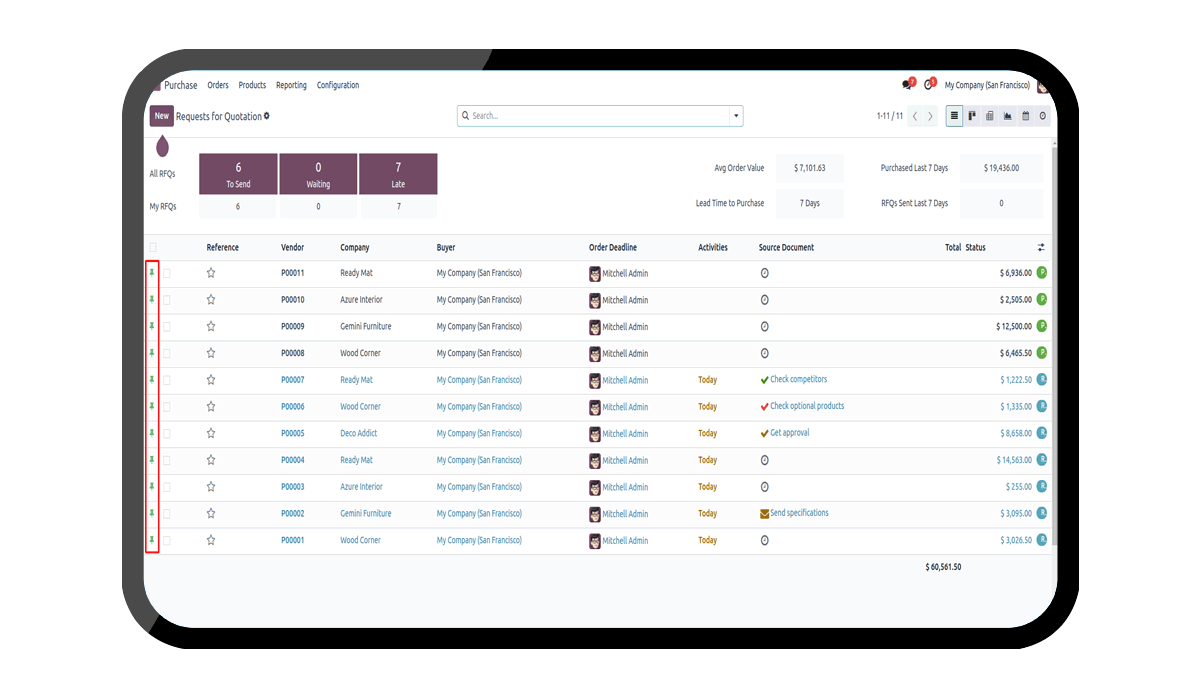 Purchase Orders Products Reporting Configuration 7 5 My Company (San Francisco)
New Requests for Quotation Search... 1-11 / 11
All RFQs 6 To Send 0 Waiting 7 Late Avg Order Value $ 7,101.63 Purchased Last 7 Days $ 19,436.00
My RFQs 6 0 7 Lead Time to Purchase 7 Days RFQs Sent Last 7 Days 0
Reference Vendor Company Buyer Order Deadline Activities Source Document Total Status
P00011 Ready Mat My Company (San Francisco) Mitchell Admin $ 6,936.00 P
P00010 Azure Interior My Company (San Francisco) Mitchell Admin $ 2,505.00 P
P00009 Gemini Furniture My Company (San Francisco) Mitchell Admin $ 12,500.00 P
P00008 Wood Corner My Company (San Francisco) Mitchell Admin $ 6,465.50 P
P00007 Ready Mat My Company (San Francisco) Mitchell Admin Today Check competitors $ 1,222.50 R
P00006 Wood Corner My Company (San Francisco) Mitchell Admin Today Check optional products $ 1,335.00 R
P00005 Deco Addict My Company (San Francisco) Mitchell Admin Today Get approval $ 8,658.00 R
P00004 Ready Mat My Company (San Francisco) Mitchell Admin Today $ 14,563.00 R
P00003 Azure Interior My Company (San Francisco) Mitchell Admin Today $ 255.00 R
P00002 Gemini Furniture My Company (San Francisco) Mitchell Admin Today Send specifications $ 3,095.00 R
P00001 Wood Corner My Company (San Francisco) Mitchell Admin Today $ 3,026.50 R
$ 60,561.50